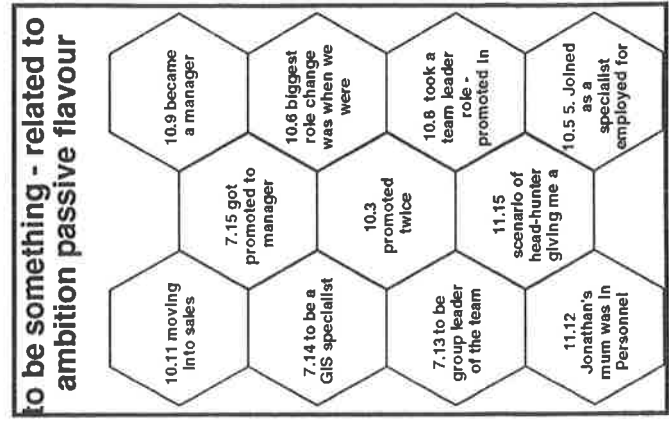 to be something - related to
ambition passive flavour
10.11 moving
into sales
10.9 became
a manager
7.15 got
promoted to
manager
7.14 to be a
GIS specialist
10.6 biggest
role change
was when we
were
10.3
promoted
twice
7.13 to be
group leader
of the team
10.8 took a
team leader
role -
promoted in
11.15
scenario of
head-hunter
giving me a
11.12
Jonathan's
mum was in
Personnel
10.5 5. Joined
as a
specialist
employed for